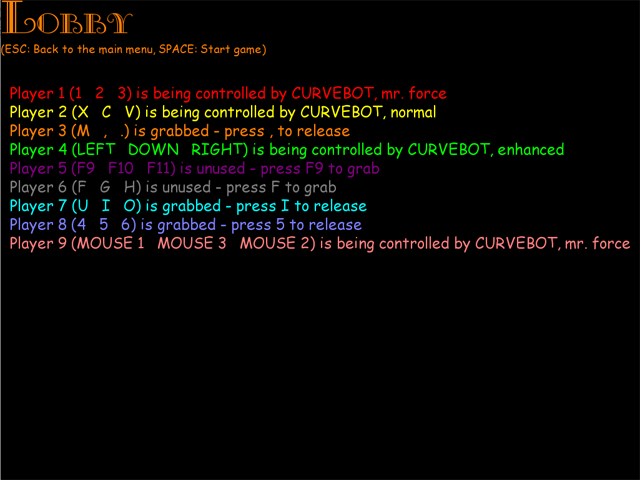 Lobby
(ESC: Back to the main menu, SPACE: Start game)
Player 1 (1 2 3) is being controlled by CURVEBOT, mr. force
Player 2 (X C V) is being controlled by CURVEBOT, normal
Player 3 (M , .) is grabbed - press , to release
Player 4 (LEFT DOWN RIGHT) is being controlled by CURVEBOT, enhanced
Player 5 (F9 F10 F11) is unused - press F9 to grab
Player 6 (F G H) is unused - press F to grab
Player 7 (U I O) is grabbed - press I to release
Player 8 (4 5 6) is grabbed - press 5 to release
Player 9 (MOUSE 1 MOUSE 3 MOUSE 2) is being controlled by CURVEBOT, mr. force